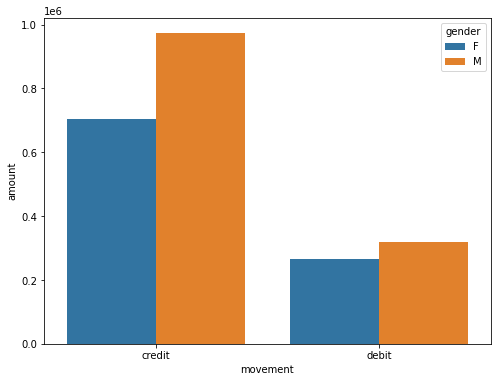 1e6
1.0
0.8
0.6
0.4
0.2
0.0
amount
credit
debit
movement
gender
F
M